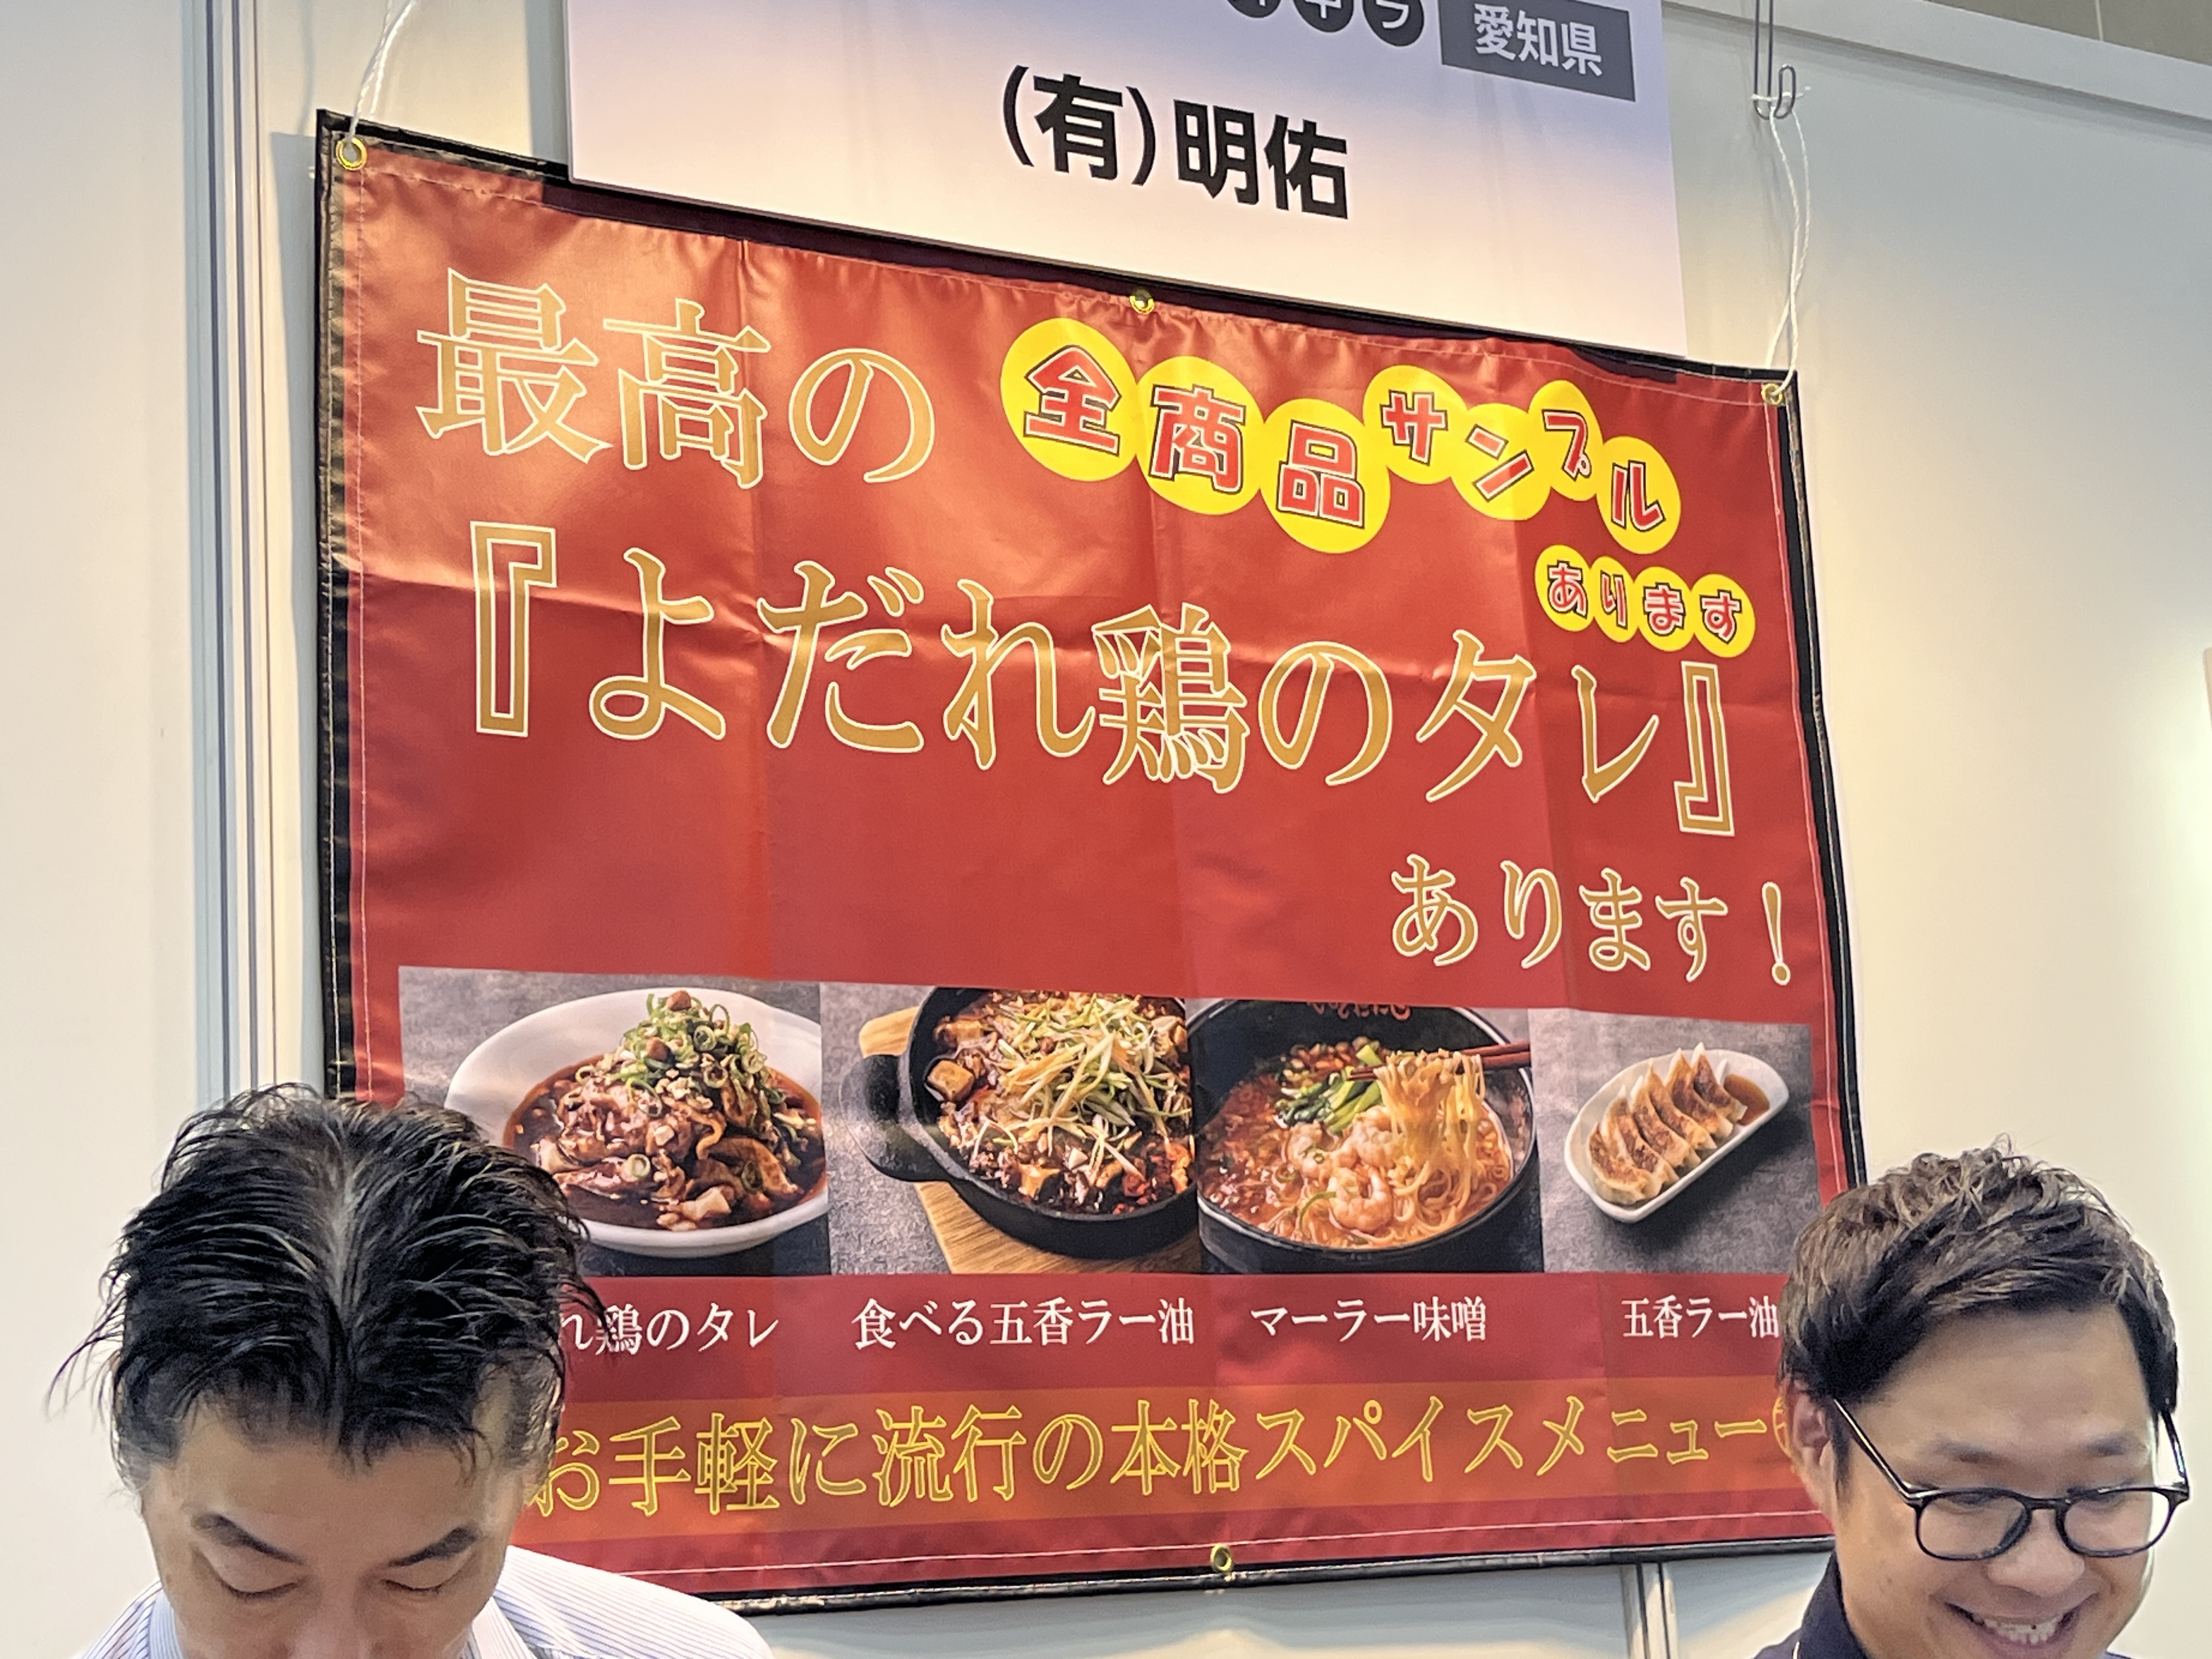 愛知県
(有)明佑
最高の
全商品サンプル
あります
『よだれ鶏のタレ』
あります!
れ鶏のタレ
食べる五香ラー油
マーラー味噌
五香ラー油
お手軽に流行の本格スパイスメニュー